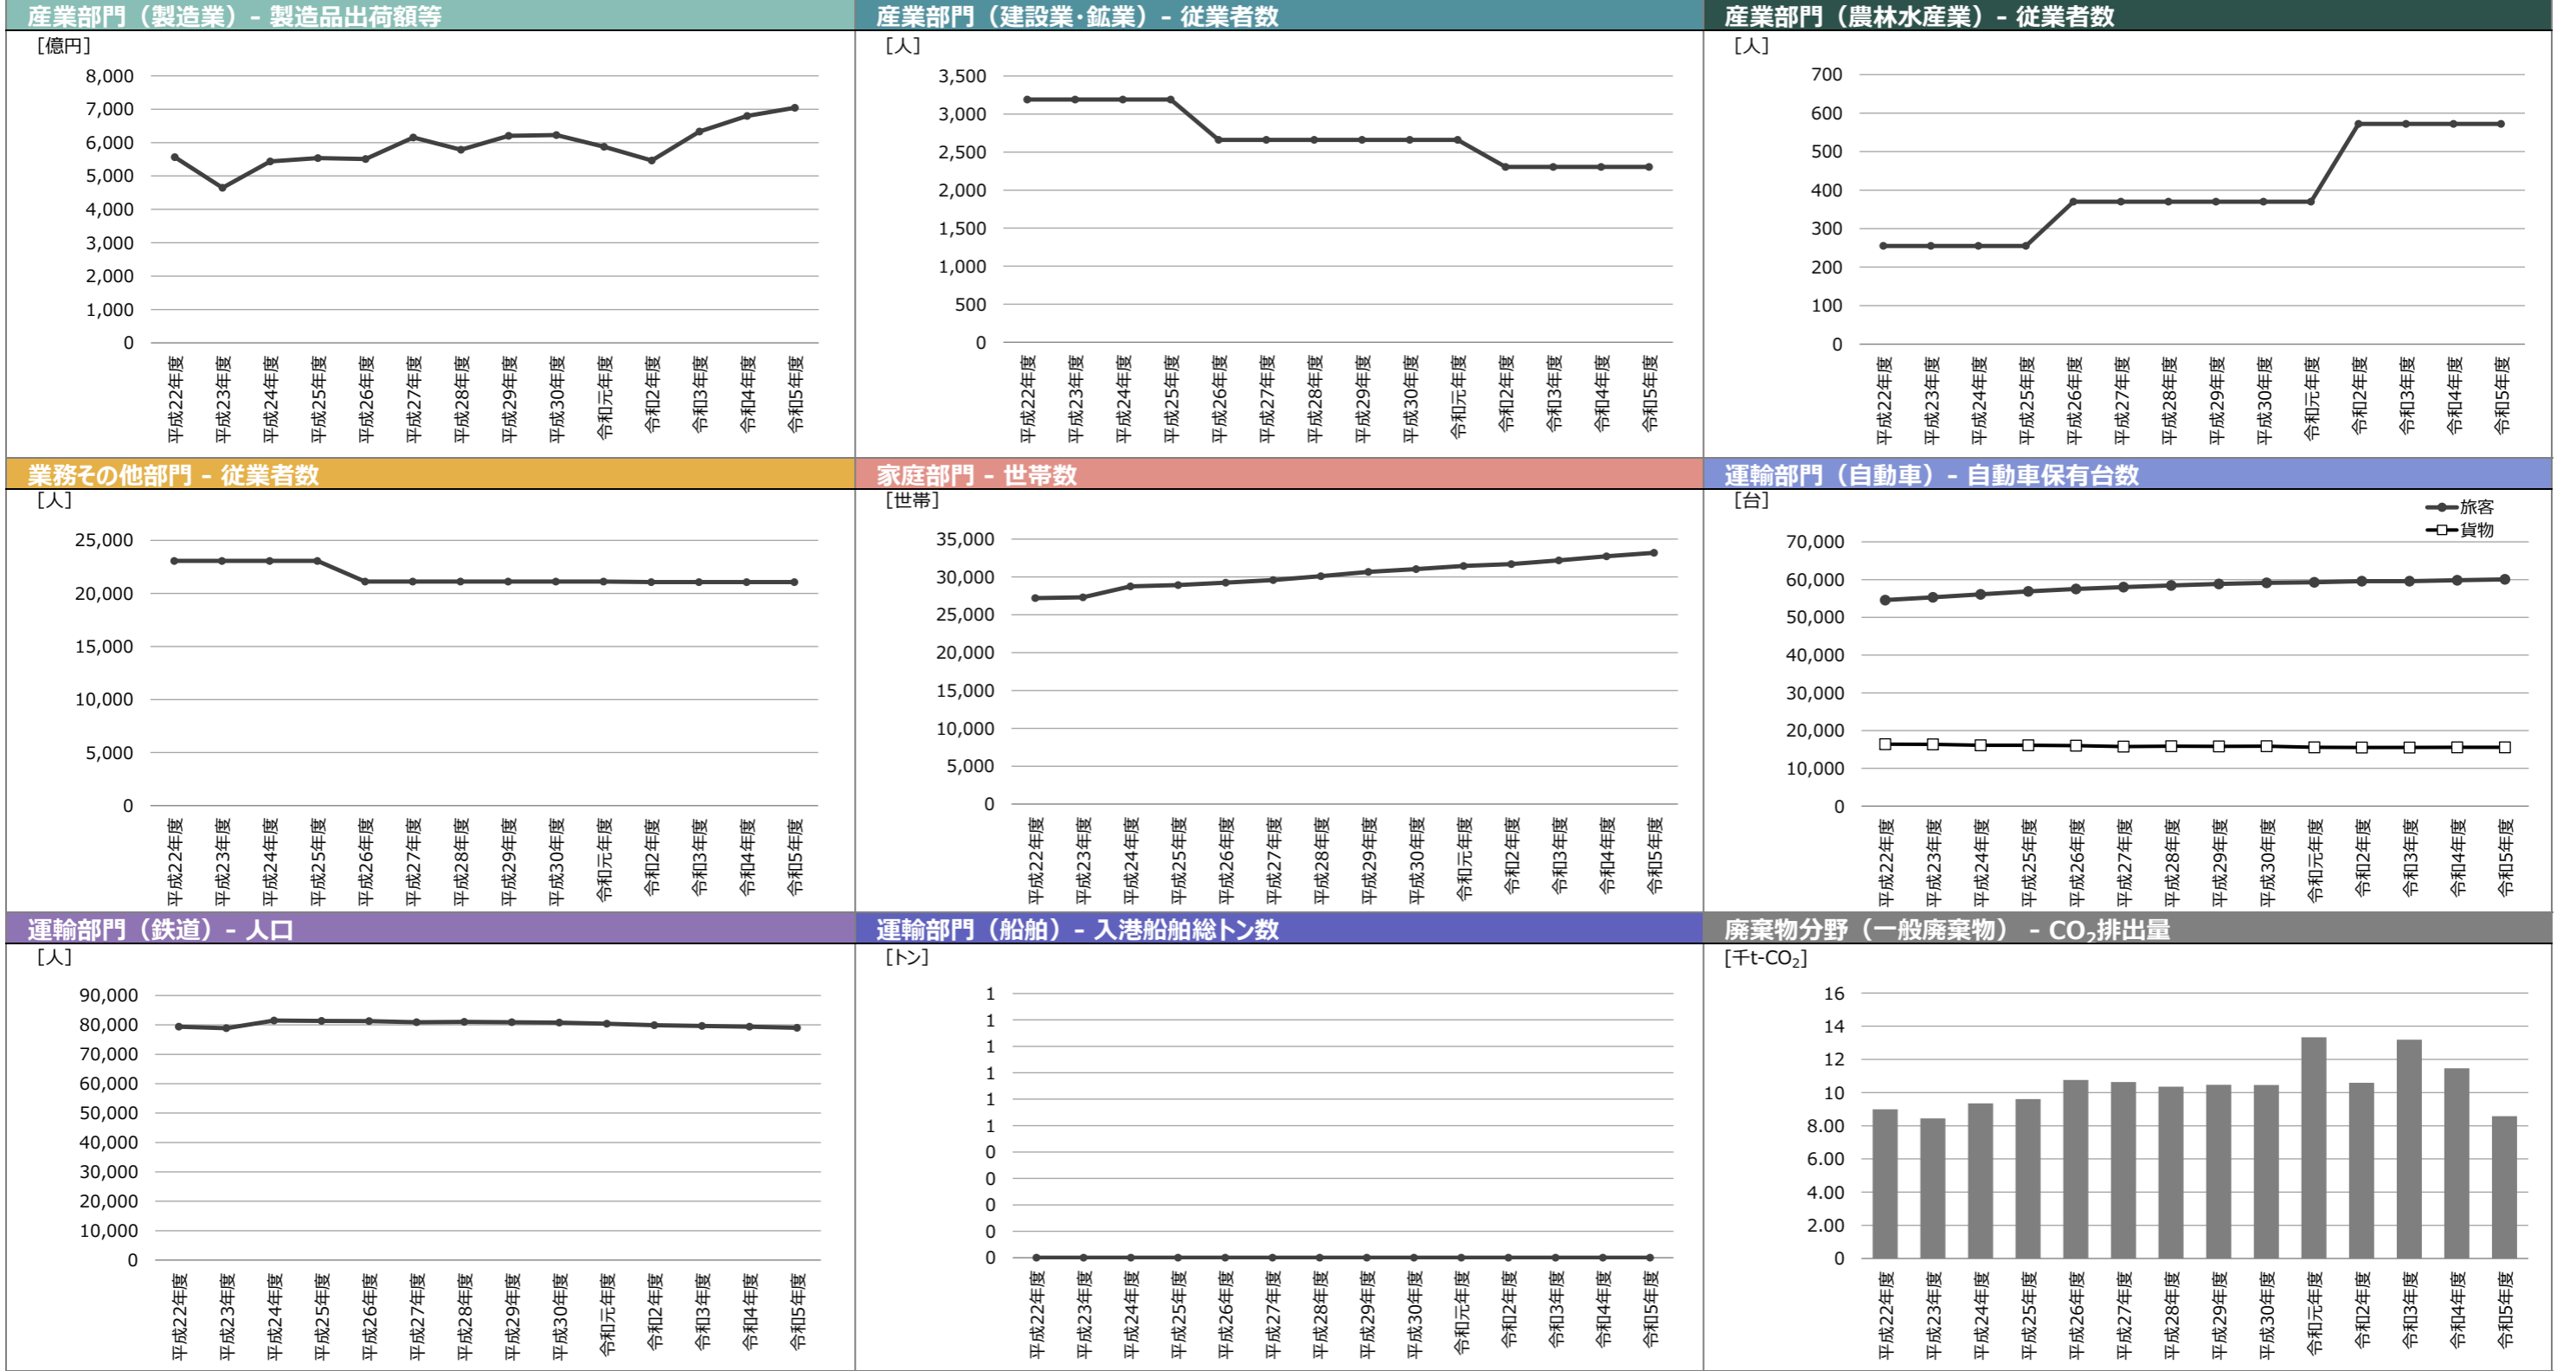 産業部門（製造業）- 製造品出荷額等
[億円]
8,000
7,000
6,000
5,000
4,000
3,000
2,000
1,000
0
平成22年度 平成23年度 平成24年度 平成25年度 平成26年度 平成27年度 平成28年度 平成29年度 平成30年度 令和元年度 令和2年度 令和3年度 令和4年度 令和5年度
産業部門（建設業・鉱業）- 従業者数
[人]
3,500
3,000
2,500
2,000
1,500
1,000
500
0
平成22年度 平成23年度 平成24年度 平成25年度 平成26年度 平成27年度 平成28年度 平成29年度 平成30年度 令和元年度 令和2年度 令和3年度 令和4年度 令和5年度
産業部門（農林水産業）- 従業者数
[人]
700
600
500
400
300
200
100
0
平成22年度 平成23年度 平成24年度 平成25年度 平成26年度 平成27年度 平成28年度 平成29年度 平成30年度 令和元年度 令和2年度 令和3年度 令和4年度 令和5年度
業務その他部門 - 従業者数
[人]
25,000
20,000
15,000
10,000
5,000
0
平成22年度 平成23年度 平成24年度 平成25年度 平成26年度 平成27年度 平成28年度 平成29年度 平成30年度 令和元年度 令和2年度 令和3年度 令和4年度 令和5年度
家庭部門 - 世帯数
[世帯]
35,000
30,000
25,000
20,000
15,000
10,000
5,000
0
平成22年度 平成23年度 平成24年度 平成25年度 平成26年度 平成27年度 平成28年度 平成29年度 平成30年度 令和元年度 令和2年度 令和3年度 令和4年度 令和5年度
運輸部門（自動車）- 自動車保有台数
[台]
旅客
貨物
70,000
60,000
50,000
40,000
30,000
20,000
10,000
0
平成22年度 平成23年度 平成24年度 平成25年度 平成26年度 平成27年度 平成28年度 平成29年度 平成30年度 令和元年度 令和2年度 令和3年度 令和4年度 令和5年度
運輸部門（鉄道）- 人口
[人]
90,000
80,000
70,000
60,000
50,000
40,000
30,000
20,000
10,000
0
平成22年度 平成23年度 平成24年度 平成25年度 平成26年度 平成27年度 平成28年度 平成29年度 平成30年度 令和元年度 令和2年度 令和3年度 令和4年度 令和5年度
運輸部門（船舶）- 入港船舶総トン数
[トン]
1
1
1
1
1
1
0
0
0
0
0
平成22年度 平成23年度 平成24年度 平成25年度 平成26年度 平成27年度 平成28年度 平成29年度 平成30年度 令和元年度 令和2年度 令和3年度 令和4年度 令和5年度
廃棄物分野（一般廃棄物） - CO₂排出量
[千t-CO₂]
16
14
12
10
8.00
6.00
4.00
2.00
0
平成22年度 平成23年度 平成24年度 平成25年度 平成26年度 平成27年度 平成28年度 平成29年度 平成30年度 令和元年度 令和2年度 令和3年度 令和4年度 令和5年度